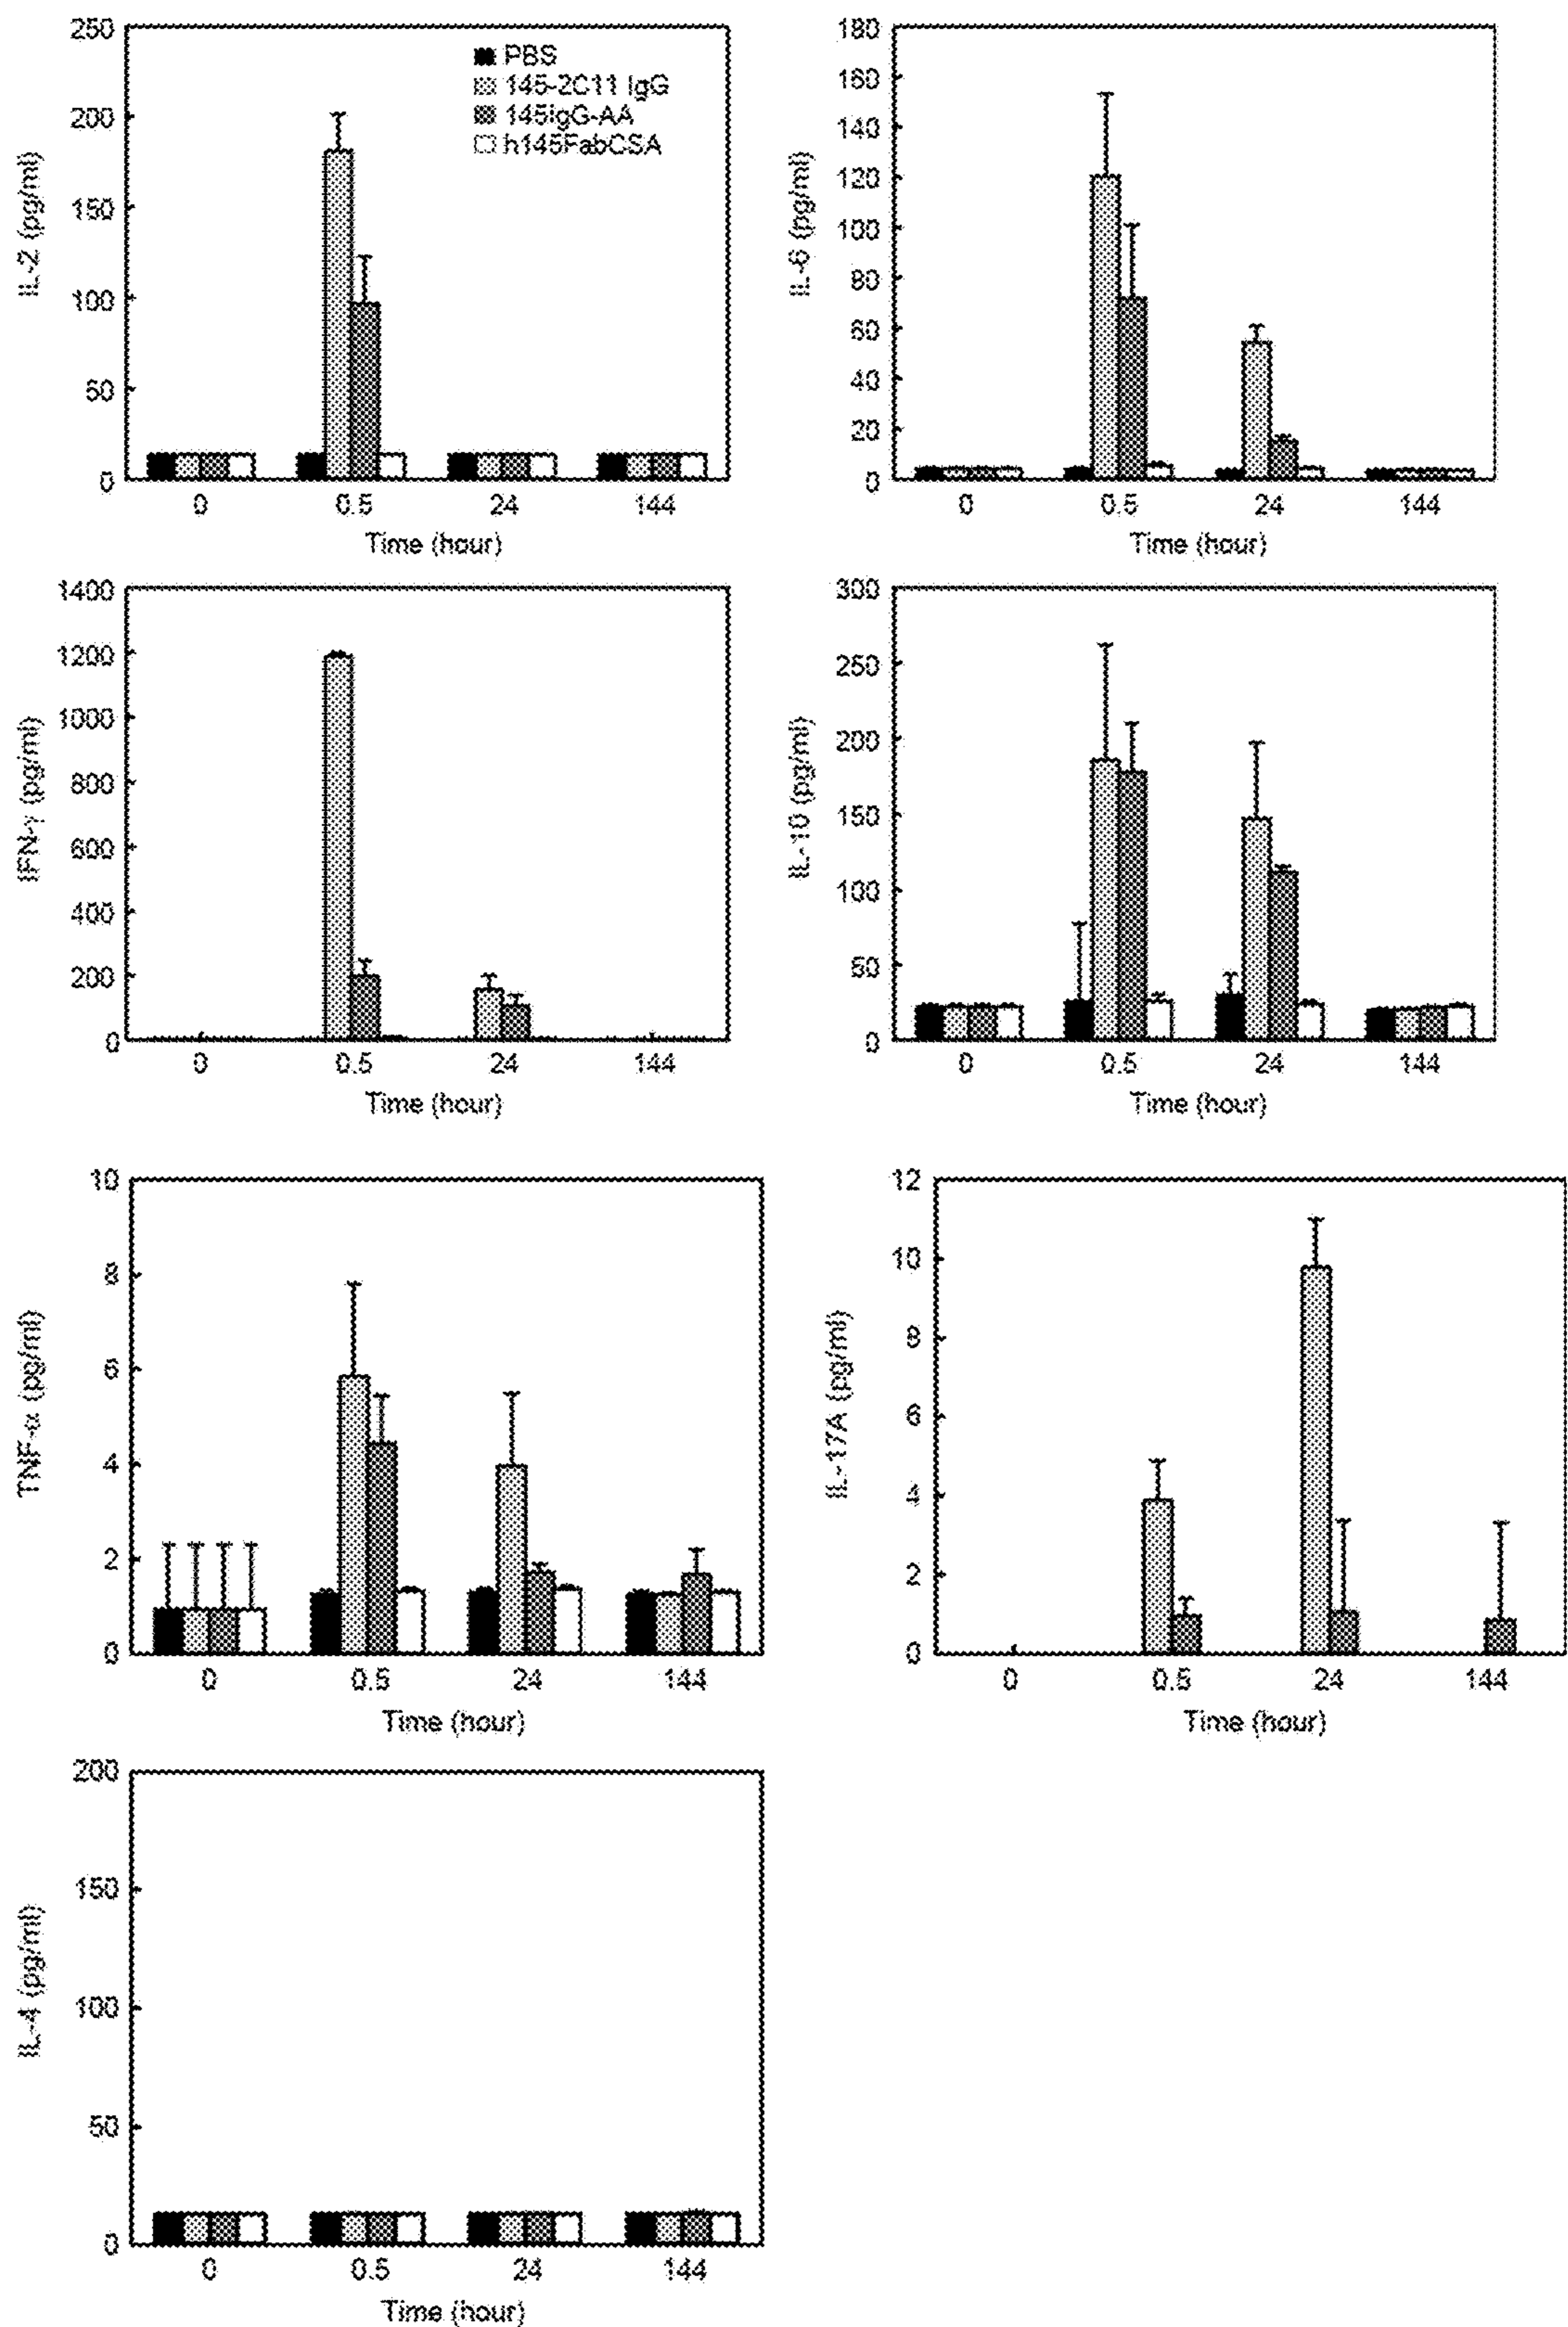 250
200
150
100
50
0
IL-2 (pg/ml)
PBS
145-2C11 IgG
145IgG-AA
h145FabCSA
0 0.5 24 144
Time (hour)
180
160
140
120
100
80
60
40
20
0
IL-6 (pg/ml)
0 0.5 24 144
Time (hour)
1400
1200
1000
800
600
400
200
0
IFN-γ (pg/ml)
0 0.5 24 144
Time (hour)
300
250
200
150
100
50
0
IL-10 (pg/ml)
0 0.5 24 144
Time (hour)
10
8
6
4
2
0
TNF-α (pg/ml)
0 0.5 24 144
Time (hour)
12
10
8
6
4
2
0
IL-17A (pg/ml)
0 0.5 24 144
Time (hour)
200
150
100
50
0
IL-4 (pg/ml)
0 0.5 24 144
Time (hour)